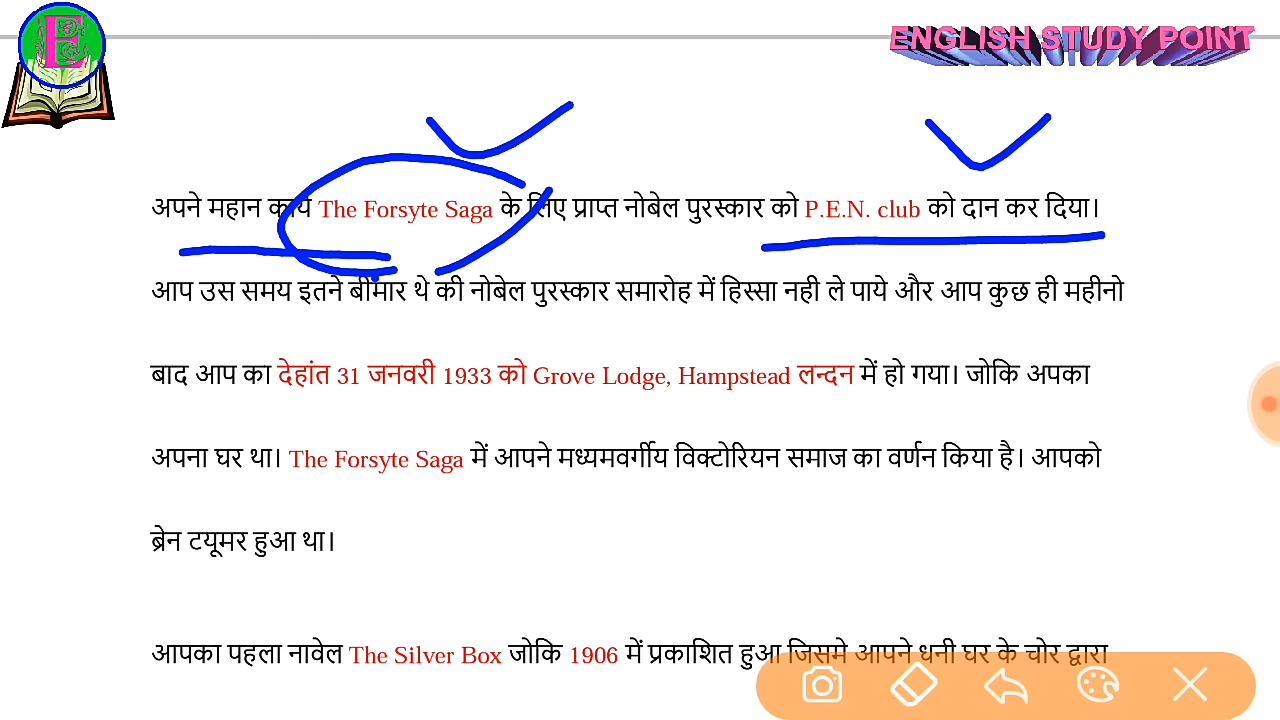 E
ENGLISH STUDY POINT
अपने महान कार्य The Forsyte Saga के लिए प्राप्त नोबेल पुरस्कार को P.E.N. club को दान कर दिया।
आप उस समय इतने बीमार थे की नोबेल पुरस्कार समारोह में हिस्सा नही ले पाये और आप कुछ ही महीनो
बाद आप का देहांत 31 जनवरी 1933 को Grove Lodge, Hampstead लन्दन में हो गया। जोकि अपका
अपना घर था। The Forsyte Saga में आपने मध्यमवर्गीय विक्टोरियन समाज का वर्णन किया है। आपको
ब्रेन टयूमर हुआ था।
आपका पहला नावेल The Silver Box जोकि 1906 में प्रकाशित हुआ जिसमे आपने धनी घर के चोर द्वारा